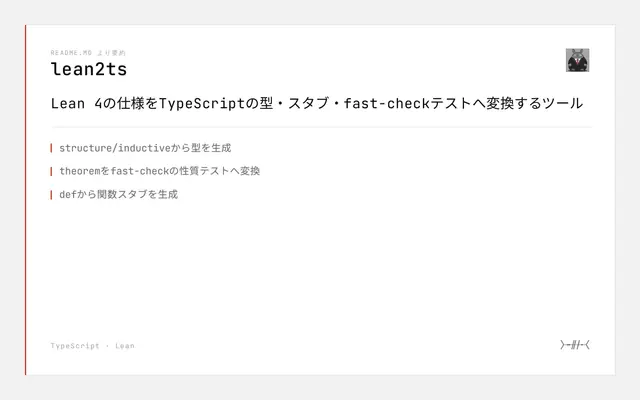 README.MD より要約
lean2ts
Lean 4の仕様をTypeScriptの型・スタブ・fast-checkテストへ変換するツール
structure/inductiveから型を生成
theoremをfast-checkの性質テストへ変換
defから関数スタブを生成
TypeScript · Lean